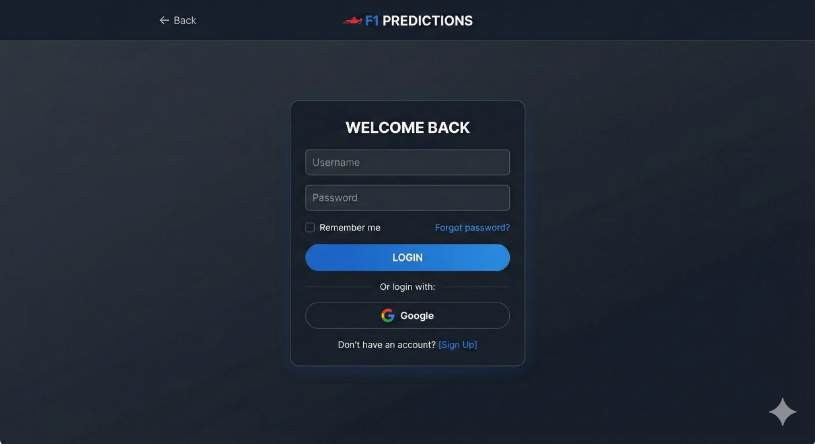 ← Back
F1 PREDICTIONS
WELCOME BACK
Username
Password
Remember me
Forgot password?
LOGIN
Or login with:
Google
Don't have an account? [Sign Up]